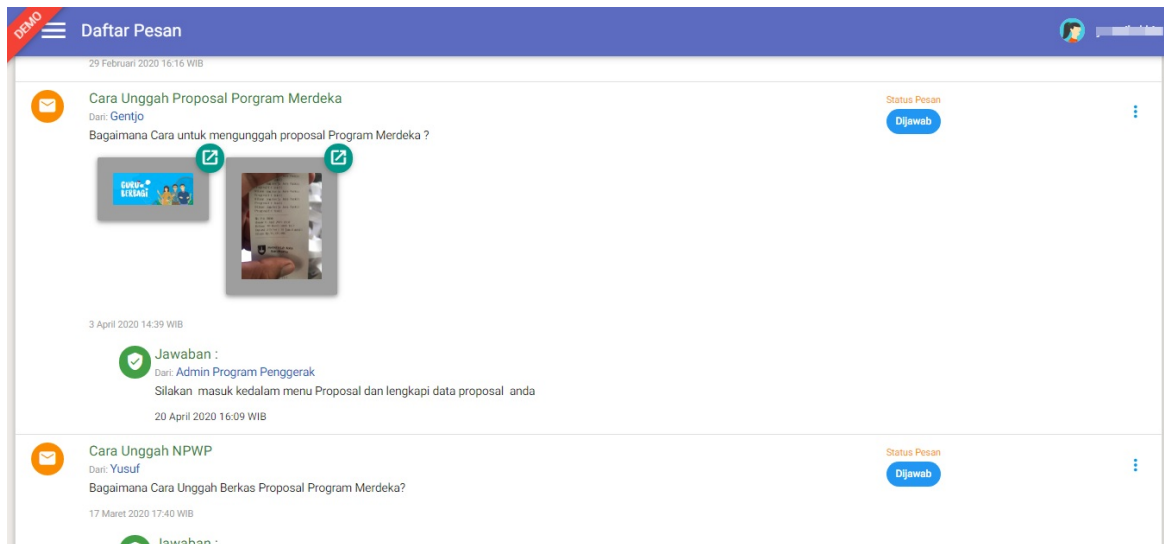 DEMO
Daftar Pesan
29 Februari 2020 16:16 WIB
Cara Unggah Proposal Porgram Merdeka
Status Pesan
Dari: Gentjo
Dijawab
Bagaimana Cara untuk mengunggah proposal Program Merdeka ?
GURU
BERBAGI
3 April 2020 14:39 WIB
Jawaban :
Dari: Admin Program Penggerak
Silakan masuk kedalam menu Proposal dan lengkapi data proposal anda
20 April 2020 16:09 WIB
Cara Unggah NPWP
Status Pesan
Dari: Yusuf
Dijawab
Bagaimana Cara Unggah Berkas Proposal Program Merdeka?
17 Maret 2020 17:40 WIB
Jawaban :